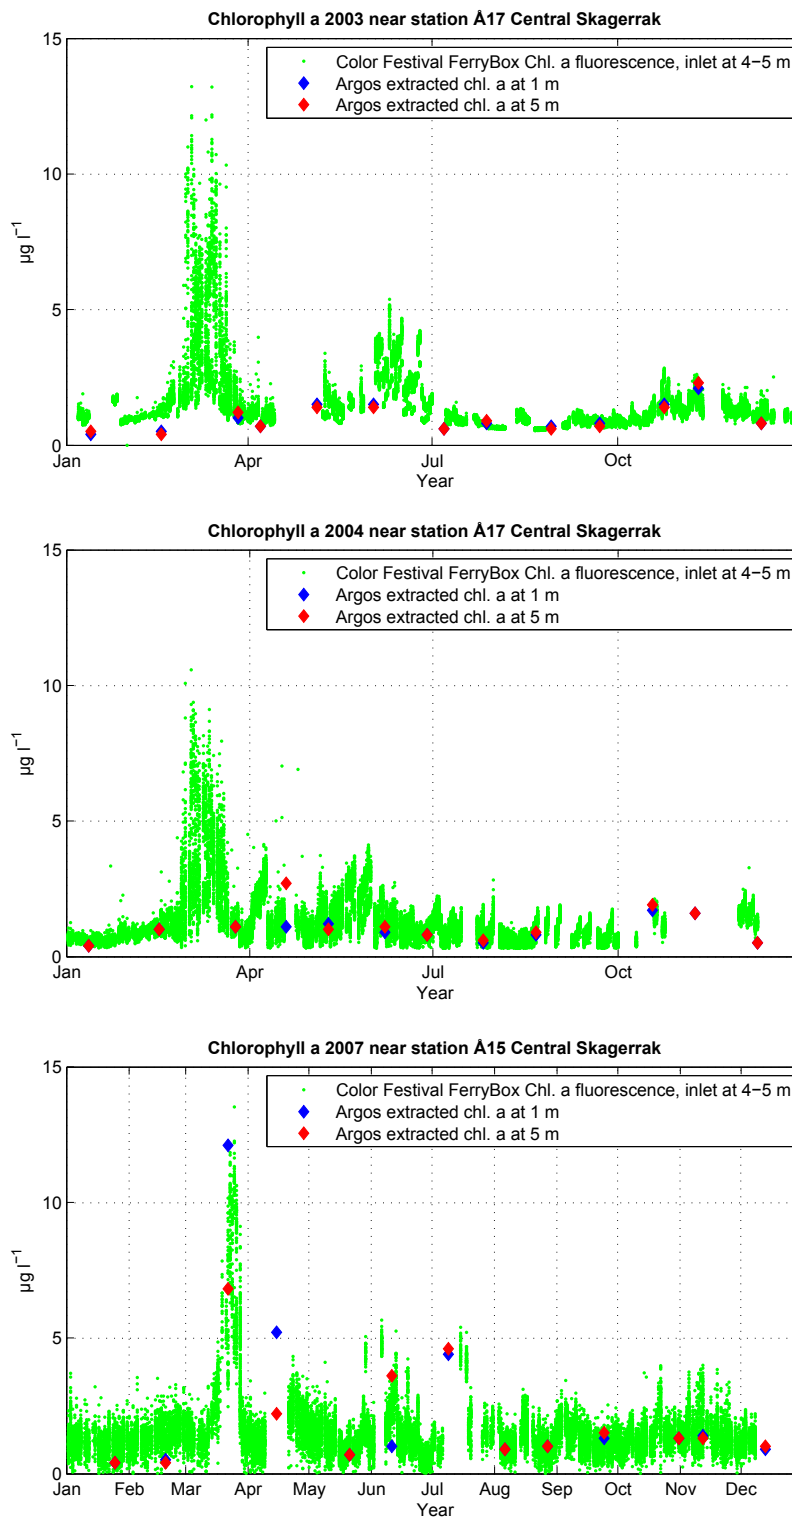 Chlorophyll a 2003 near station Å17 Central Skagerrak
15
Color Festival FerryBox Chl. a fluorescence, inlet at 4−5 m
Argos extracted chl. a at 1 m
Argos extracted chl. a at 5 m
10
µg l−1
5
0
Jan Apr Jul Oct
Year
Chlorophyll a 2004 near station Å17 Central Skagerrak
15
Color Festival FerryBox Chl. a fluorescence, inlet at 4−5 m
Argos extracted chl. a at 1 m
Argos extracted chl. a at 5 m
10
µg l−1
5
0
Jan Apr Jul Oct
Year
Chlorophyll a 2007 near station Å15 Central Skagerrak
15
Color Festival FerryBox Chl. a fluorescence, inlet at 4−5 m
Argos extracted chl. a at 1 m
Argos extracted chl. a at 5 m
10
µg l−1
5
0
Jan Feb Mar Apr May Jun Jul Aug Sep Oct Nov Dec
Year